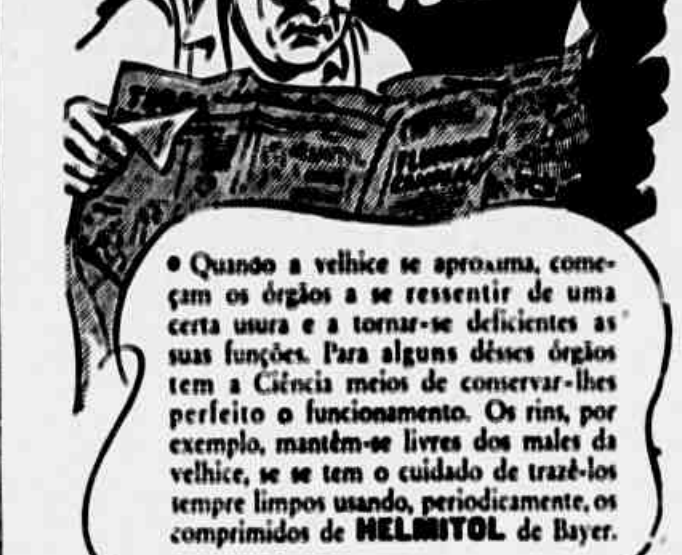 • Quando a velhice se aproxima, come-
çam os órgãos a se ressentir de uma
certa usura e a tornar-se deficientes as
suas funções. Para alguns dêsses órgãos
tem a Ciência meios de conservar-lhes
perfeito o funcionamento. Os rins, por
exemplo, mantêm-se livres dos males da
velhice, se se tem o cuidado de trazê-los
sempre limpos usando, periodicamente, os
comprimidos de HELMITOL de Bayer.